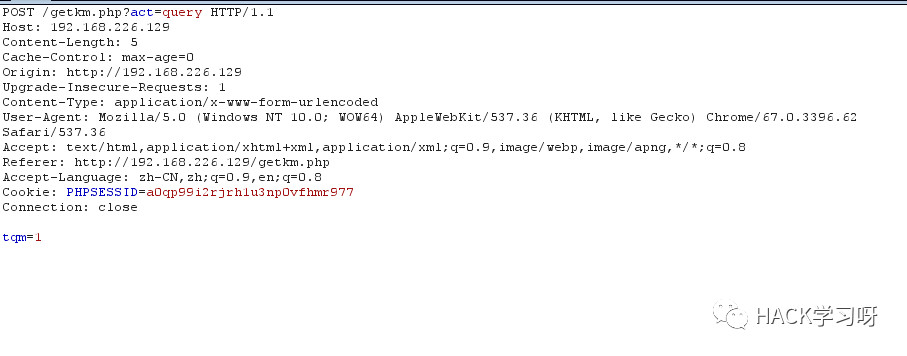 POST /getkm.php?act=query HTTP/1.1
Host: 192.168.226.129
Content-Length: 5
Cache-Control: max-age=0
Origin: http://192.168.226.129
Upgrade-Insecure-Requests: 1
Content-Type: application/x-www-form-urlencoded
User-Agent: Mozilla/5.0 (Windows NT 10.0; WOW64) AppleWebKit/537.36 (KHTML, like Gecko) Chrome/67.0.3396.62
Safari/537.36
Accept: text/html,application/xhtml+xml,application/xml;q=0.9,image/webp,image/apng,*/*;q=0.8
Referer: http://192.168.226.129/getkm.php
Accept-Language: zh-CN,zh;q=0.9,en;q=0.8
Cookie: PHPSESSID=a0qp99i2rjrh1u3np0vfhmr977
Connection: close
tqm=1
HACK学习呀